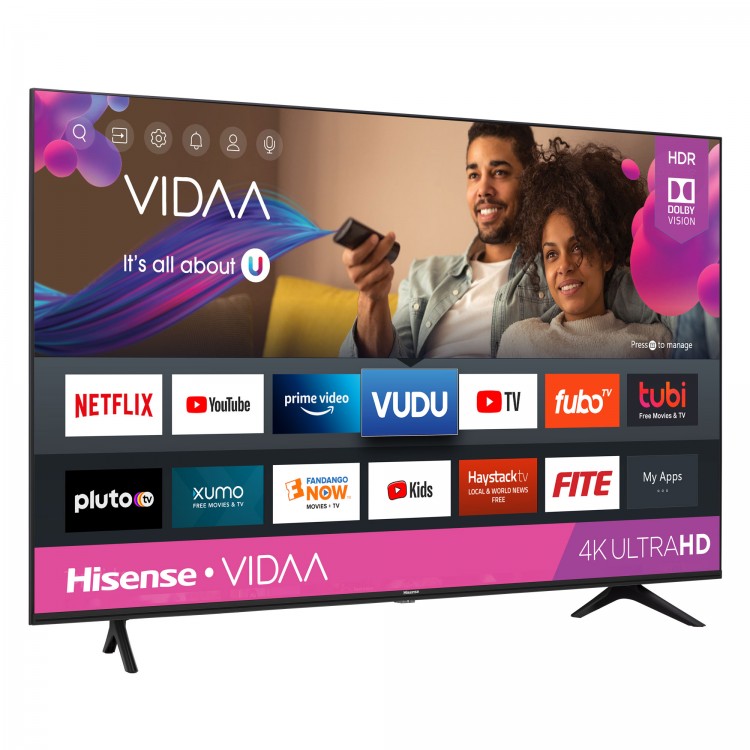 VIDAA
It's all about U
HDR
DOLBY
VISION
Press to manage
NETFLIX
YouTube
prime video
VUDU
TV
fuboTV
tubi
Free Movies & TV
pluto tv
XUMO
FREE MOVIES & TV
FANDANGO
NOW
MOVIES + TV
Kids
Haystack tv
LOCAL & WORLD NEWS
FREE
FITE
My Apps
Hisense • VIDAA
4K ULTRAHD
Hisense